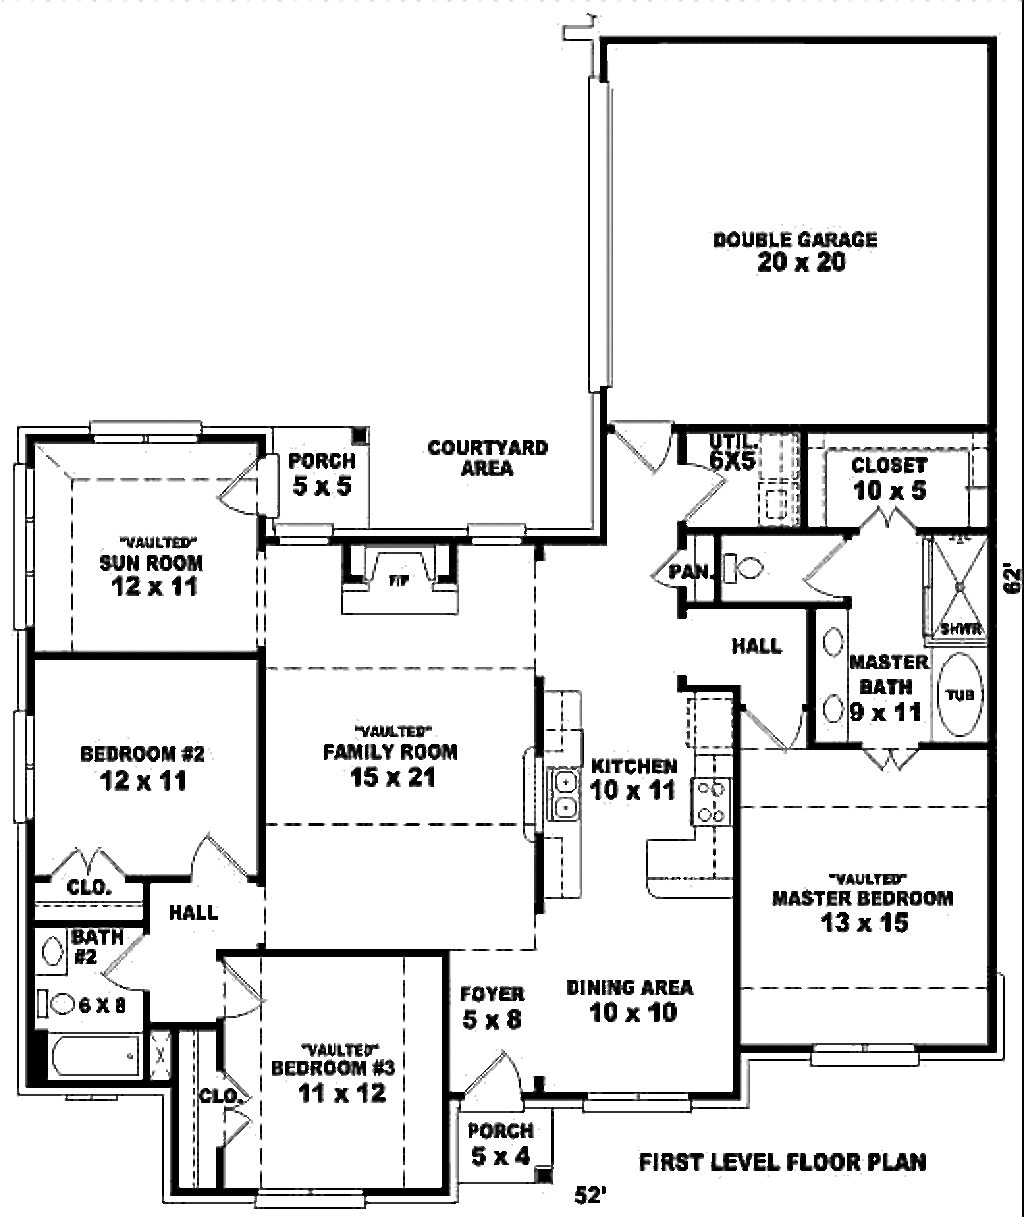 DOUBLE GARAGE
20 x 20
UTIL.
6X5
CLOSET
10 x 5
COURTYARD
AREA
PORCH
5 x 5
"VAULTED"
SUN ROOM
12 x 11
F/P
PAN.
SHWR
62'
HALL
MASTER
BATH
9 x 11
TUB
"VAULTED"
FAMILY ROOM
15 x 21
BEDROOM #2
12 x 11
KITCHEN
10 x 11
"VAULTED"
MASTER BEDROOM
13 x 15
CLO.
HALL
BATH
#2
6 X 8
FOYER
5 x 8
DINING AREA
10 x 10
"VAULTED"
BEDROOM #3
11 x 12
CLO.
PORCH
5 x 4
FIRST LEVEL FLOOR PLAN
52'